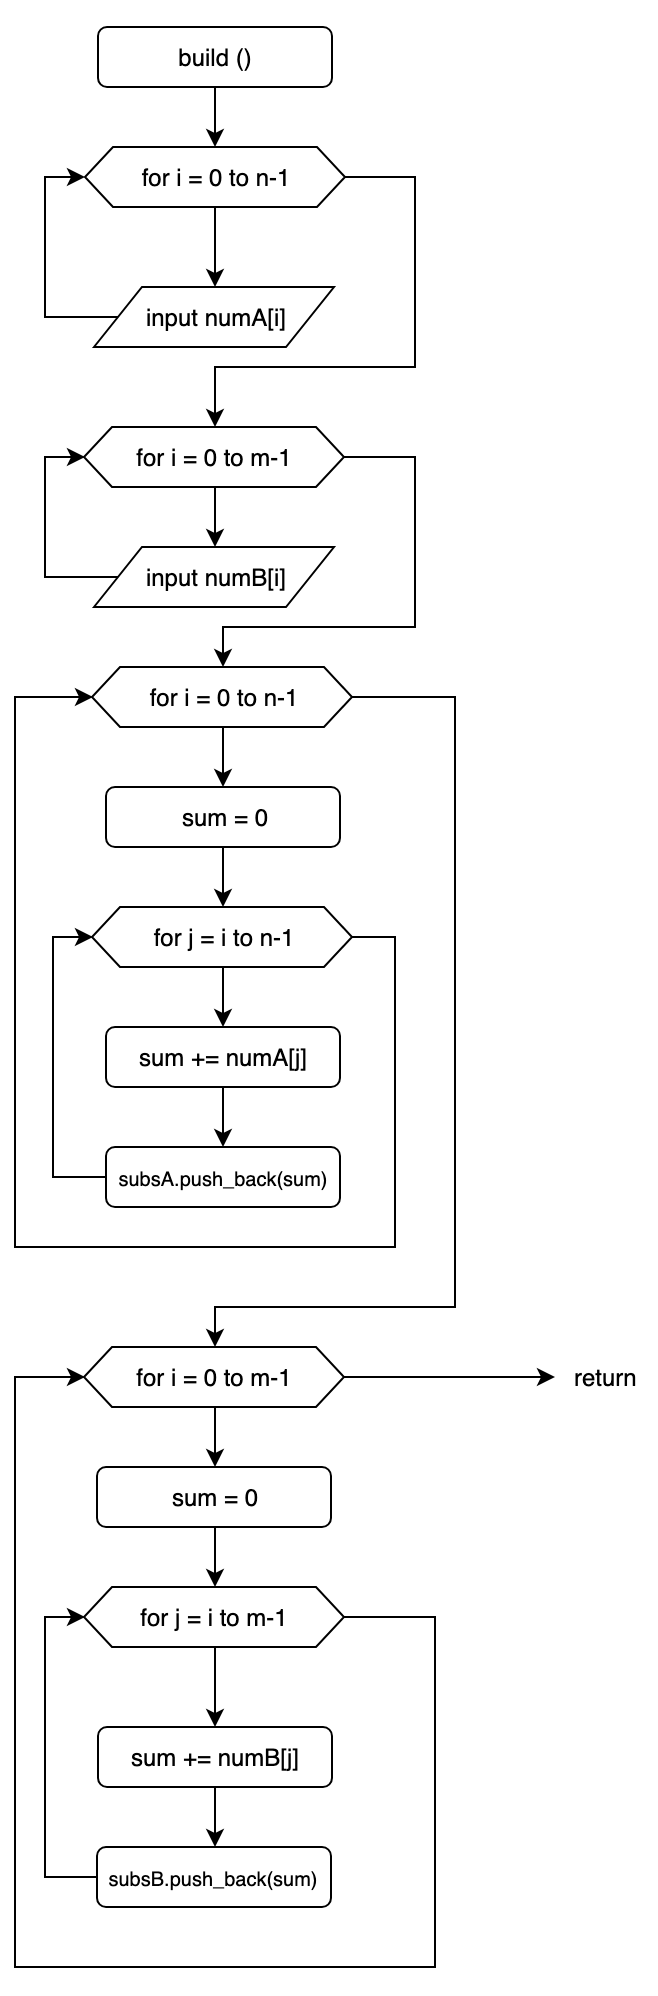 build ()
for i = 0 to n-1
input numA[i]
for i = 0 to m-1
input numB[i]
for i = 0 to n-1
sum = 0
for j = i to n-1
sum += numA[j]
subsA.push_back(sum)
for i = 0 to m-1
return
sum = 0
for j = i to m-1
sum += numB[j]
subsB.push_back(sum)